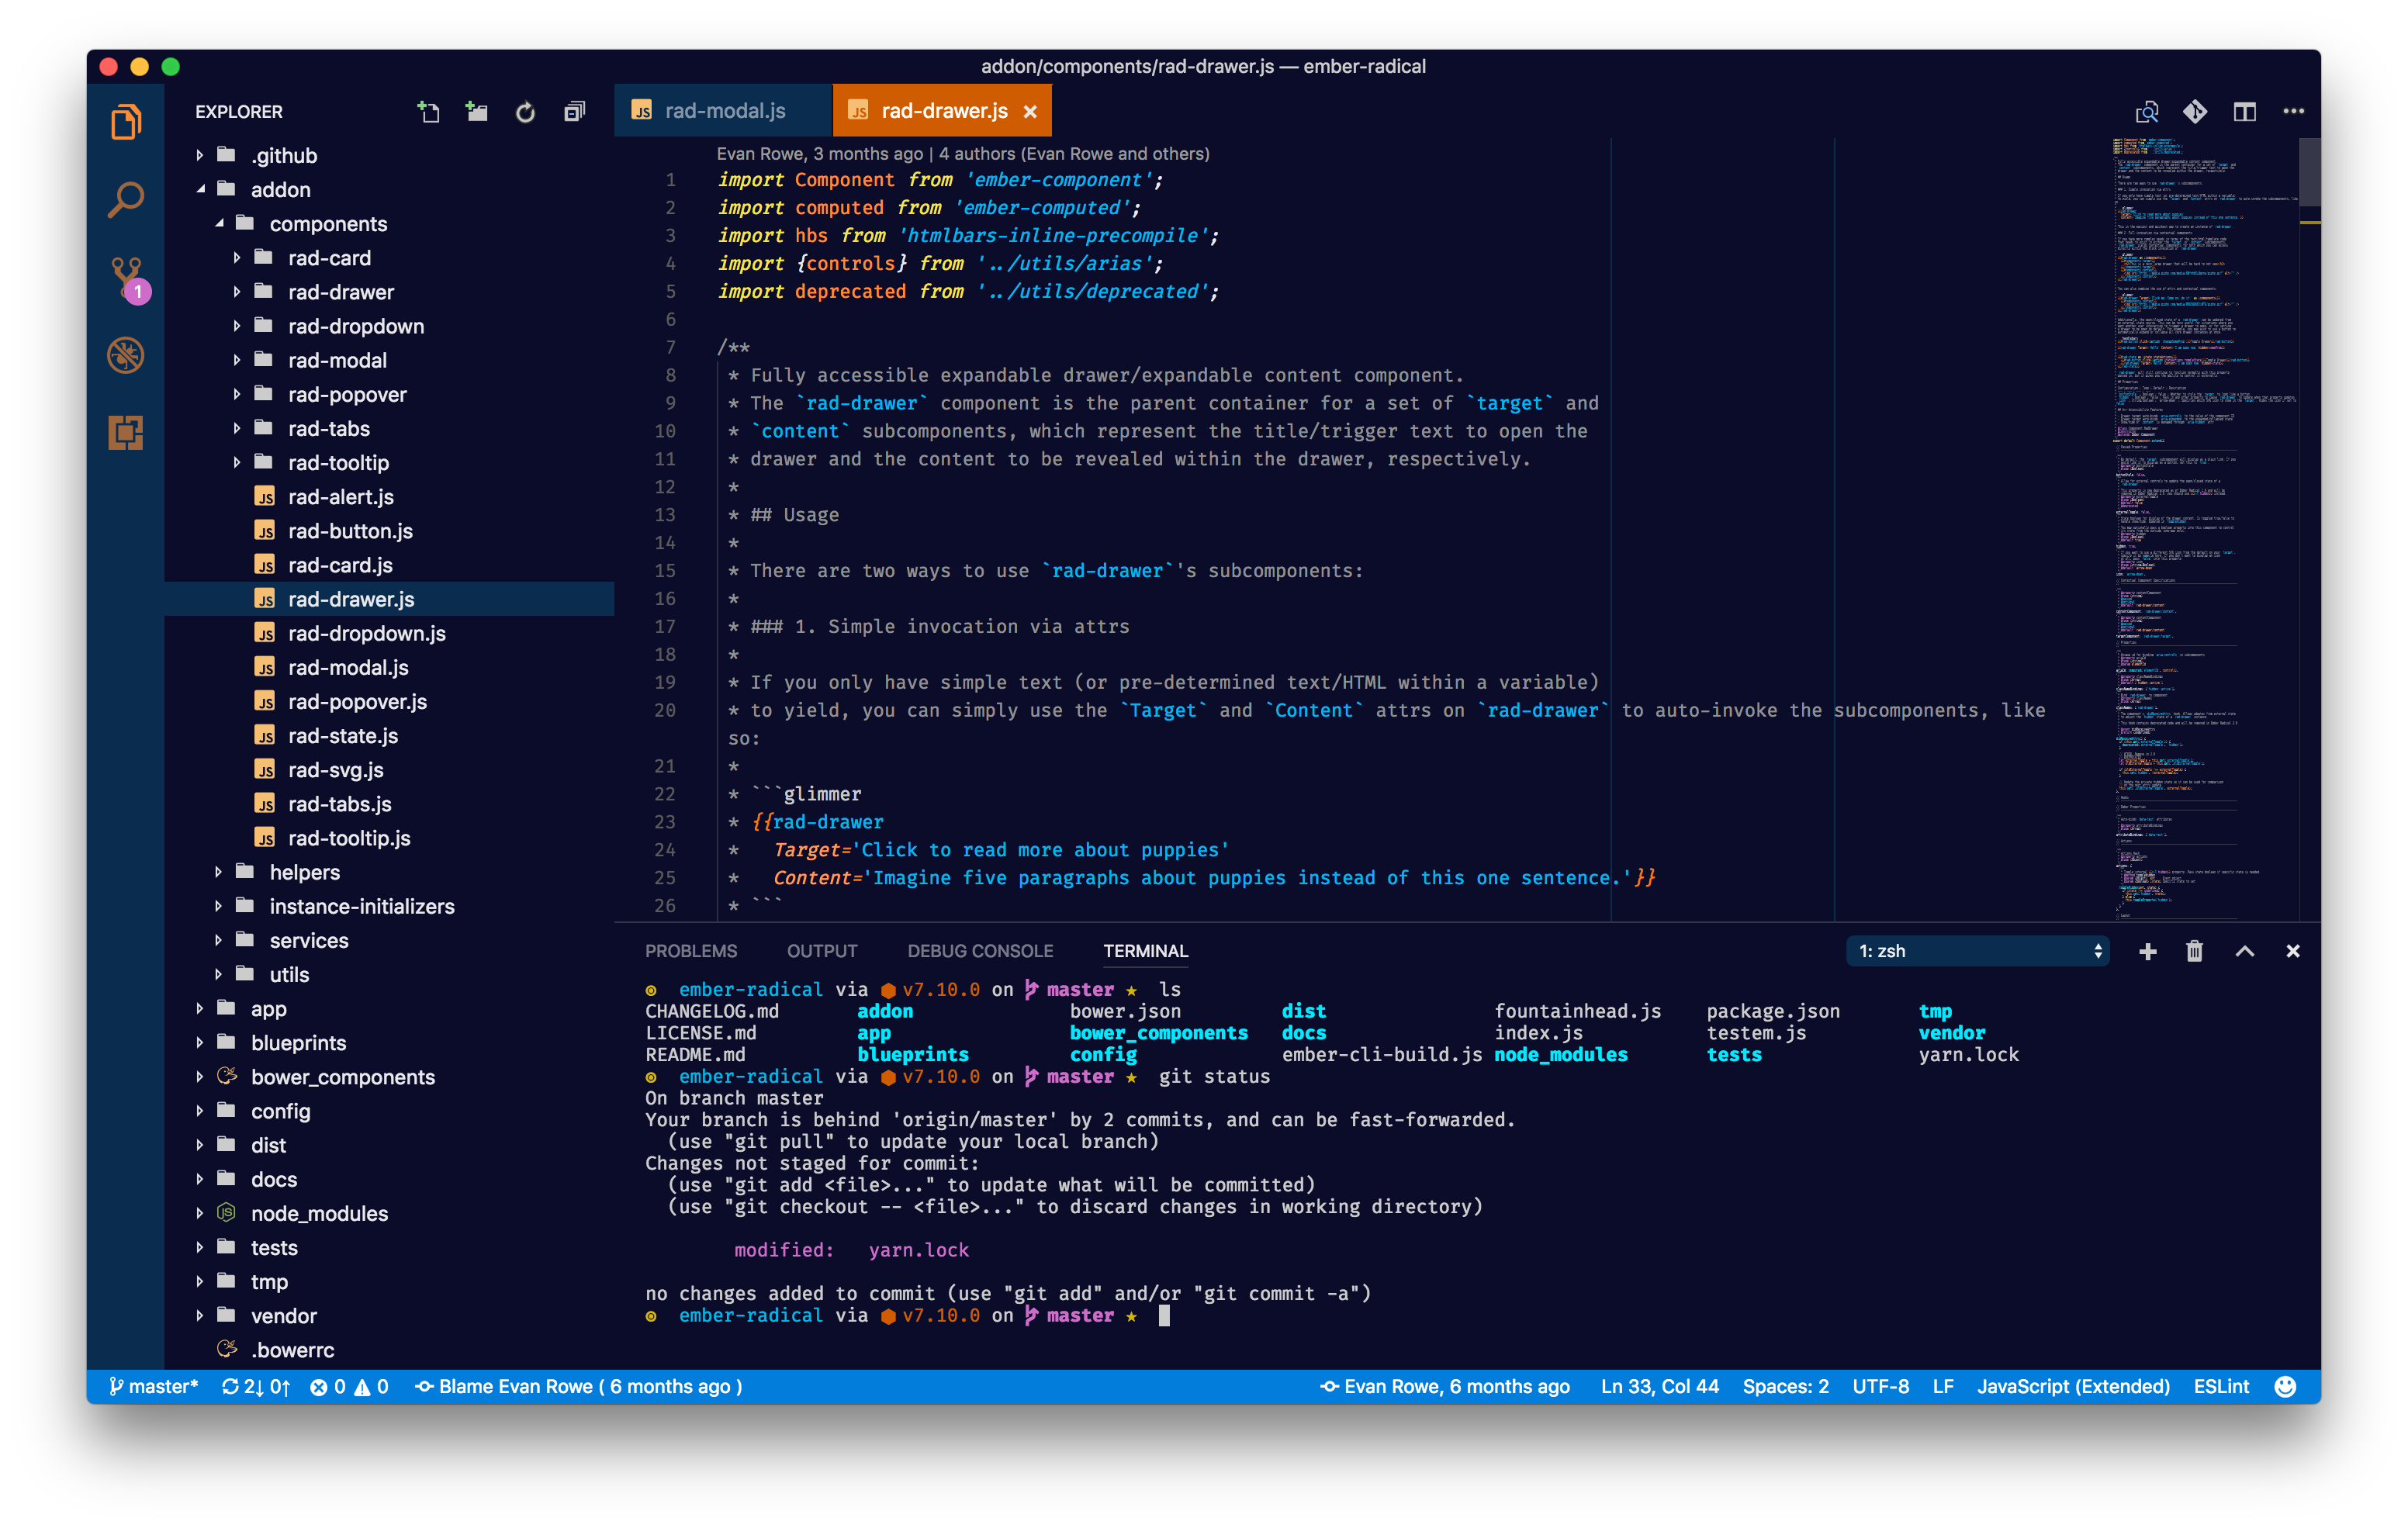 addon/components/rad-drawer.js — ember-radical
EXPLORER
.github
addon
components
rad-card
rad-drawer
rad-dropdown
rad-modal
rad-popover
rad-tabs
rad-tooltip
JS rad-alert.js
JS rad-button.js
JS rad-card.js
JS rad-drawer.js
JS rad-dropdown.js
JS rad-modal.js
JS rad-popover.js
JS rad-state.js
JS rad-svg.js
JS rad-tabs.js
JS rad-tooltip.js
helpers
instance-initializers
services
utils
app
blueprints
bower_components
config
dist
docs
node_modules
tests
tmp
vendor
.bowerrc
1
JS rad-modal.js
JS rad-drawer.js ×
Evan Rowe, 3 months ago | 4 authors (Evan Rowe and others)
1 import Component from 'ember-component';
2 import computed from 'ember-computed';
3 import hbs from 'htmlbars-inline-precompile';
4 import {controls} from '../utils/arias';
5 import deprecated from '../utils/deprecated';
6
7 /**
8 * Fully accessible expandable drawer/expandable content component.
9 * The `rad-drawer` component is the parent container for a set of `target` and
10 * `content` subcomponents, which represent the title/trigger text to open the
11 * drawer and the content to be revealed within the drawer, respectively.
12 *
13 * ## Usage
14 *
15 * There are two ways to use `rad-drawer`'s subcomponents:
16 *
17 * ### 1. Simple invocation via attrs
18 *
19 * If you only have simple text (or pre-determined text/HTML within a variable)
20 * to yield, you can simply use the `Target` and `Content` attrs on `rad-drawer` to auto-invoke the subcomponents, like
so:
21 *
22 * ```glimmer
23 * {{rad-drawer
24 *   Target='Click to read more about puppies'
25 *   Content='Imagine five paragraphs about puppies instead of this one sentence.'}}
26 * ```
PROBLEMS OUTPUT DEBUG CONSOLE TERMINAL 1: zsh
ember-radical via v7.10.0 on master ★ ls
CHANGELOG.md addon bower.json dist fountainhead.js package.json tmp
LICENSE.md app bower_components docs index.js testem.js vendor
README.md blueprints config ember-cli-build.js node_modules tests yarn.lock
ember-radical via v7.10.0 on master ★ git status
On branch master
Your branch is behind 'origin/master' by 2 commits, and can be fast-forwarded.
(use "git pull" to update your local branch)
Changes not staged for commit:
(use "git add <file>..." to update what will be committed)
(use "git checkout -- <file>..." to discard changes in working directory)
modified:   yarn.lock
no changes added to commit (use "git add" and/or "git commit -a")
ember-radical via v7.10.0 on master ★
master* 2↓ 0↑ 0 0 Blame Evan Rowe ( 6 months ago ) Evan Rowe, 6 months ago Ln 33, Col 44 Spaces: 2 UTF-8 LF JavaScript (Extended) ESLint